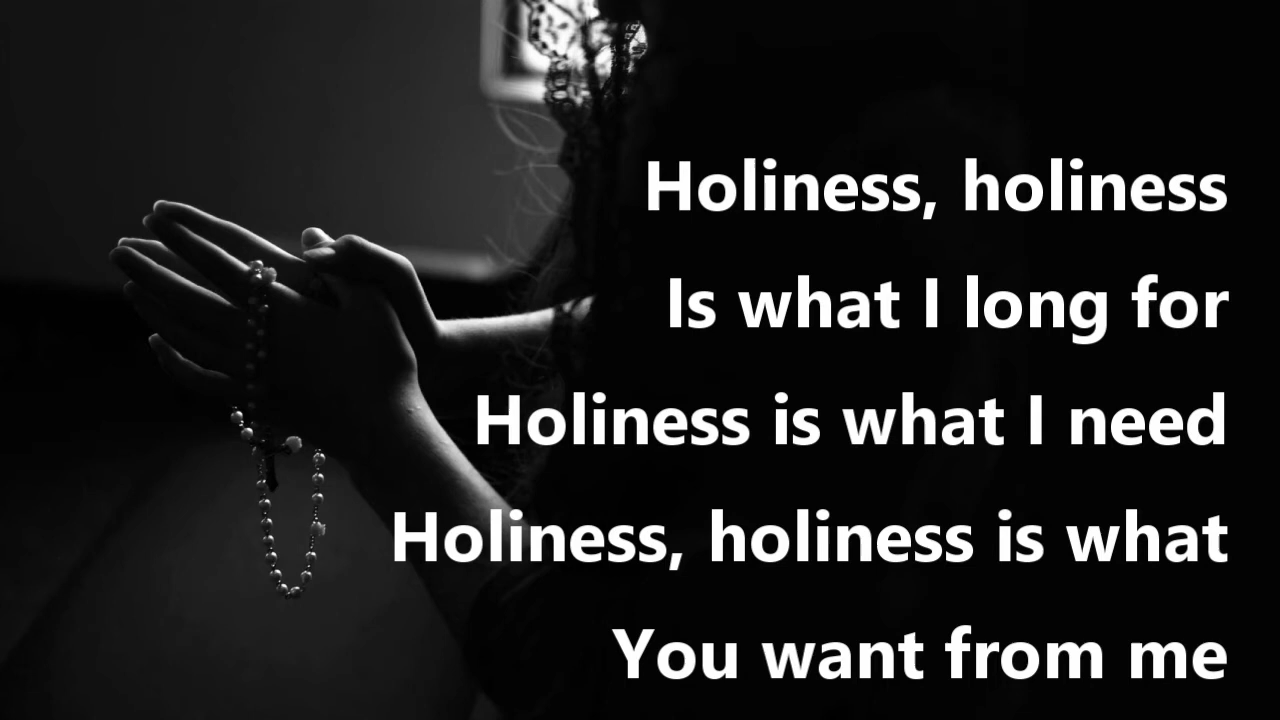 Holiness, holiness
Is what I long for
Holiness is what I need
Holiness, holiness is what
You want from me